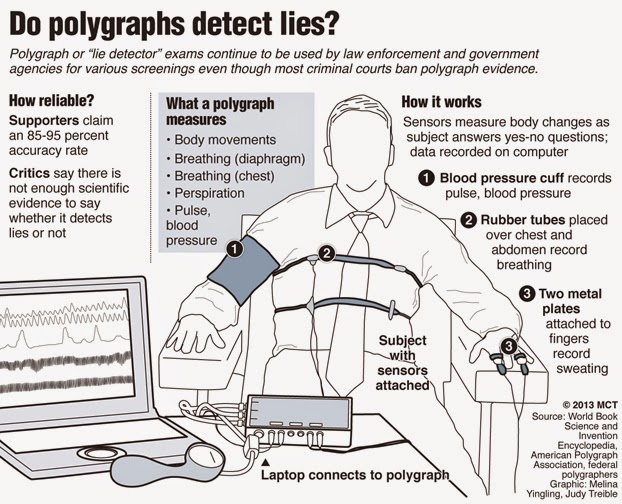 Do polygraphs detect lies?
Polygraph or “lie detector” exams continue to be used by law enforcement and government
agencies for various screenings even though most criminal courts ban polygraph evidence.
How reliable?
Supporters claim
an 85-95 percent
accuracy rate
Critics say there is
not enough scientific
evidence to say
whether it detects
lies or not
What a polygraph
measures
• Body movements
• Breathing (diaphragm)
• Breathing (chest)
• Perspiration
• Pulse,
blood
pressure
How it works
Sensors measure body changes as
subject answers yes-no questions;
data recorded on computer
1 Blood pressure cuff records
pulse, blood pressure
2 Rubber tubes placed
over chest and
abdomen record
breathing
3 Two metal
plates
attached to
fingers
record
sweating
1
2
3
Subject
with
sensors
attached
Laptop connects to polygraph
© 2013 MCT
Source: World Book
Science and
Invention
Encyclopedia,
American Polygraph
Association, federal
polygraphers
Graphic: Melina
Yingling, Judy Treible